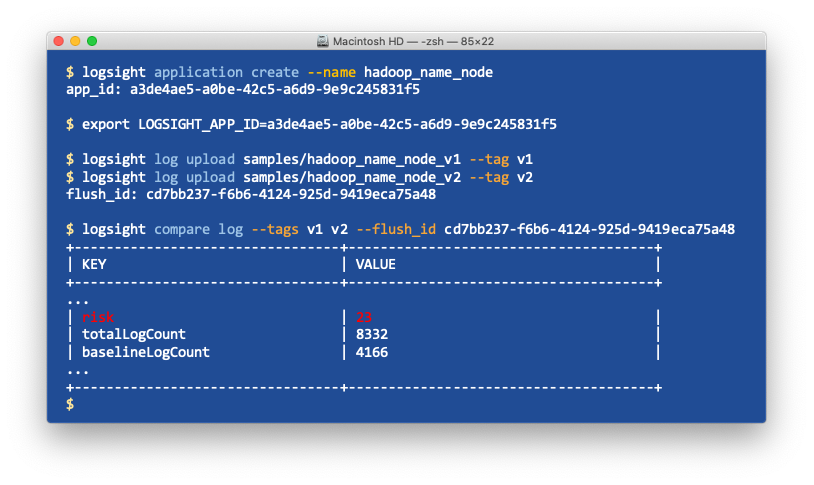 Macintosh HD — -zsh — 85×22
$ logsight application create --name hadoop_name_node
app_id: a3de4ae5-a0be-42c5-a6d9-9e9c245831f5
$ export LOGSIGHT_APP_ID=a3de4ae5-a0be-42c5-a6d9-9e9c245831f5
$ logsight log upload samples/hadoop_name_node_v1 --tag v1
$ logsight log upload samples/hadoop_name_node_v2 --tag v2
flush_id: cd7bb237-f6b6-4124-925d-9419eca75a48
$ logsight compare log --tags v1 v2 --flush_id cd7bb237-f6b6-4124-925d-9419eca75a48
+---------------------------------+--------------------------------------+
| KEY | VALUE |
+---------------------------------+--------------------------------------+
...
| risk | 23 |
| totalLogCount | 8332 |
| baselineLogCount | 4166 |
...
+---------------------------------+--------------------------------------+
$